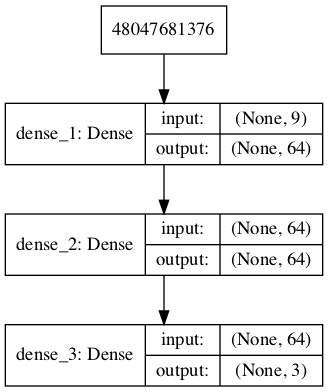 48047681376
dense_1: Dense
input:
(None, 9)
output:
(None, 64)
dense_2: Dense
input:
(None, 64)
output:
(None, 64)
dense_3: Dense
input:
(None, 64)
output:
(None, 3)